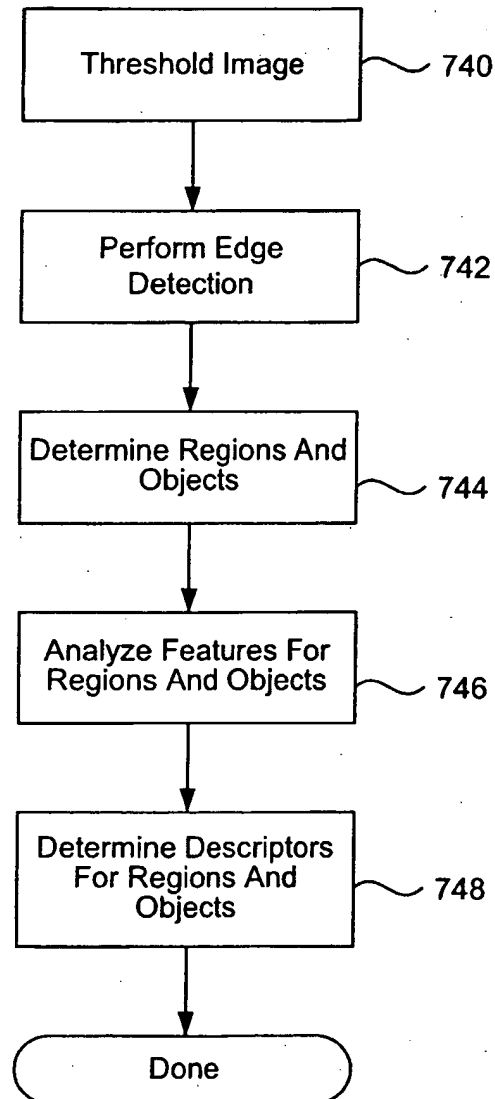 Threshold Image
740
Perform Edge
Detection
742
Determine Regions And
Objects
744
Analyze Features For
Regions And Objects
746
Determine Descriptors
For Regions And
Objects
748
Done